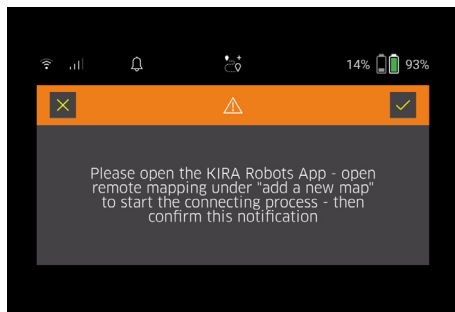 14% 93%
Please open the KIRA Robots App - open
remote mapping under "add a new map"
to start the connecting process - then
confirm this notification